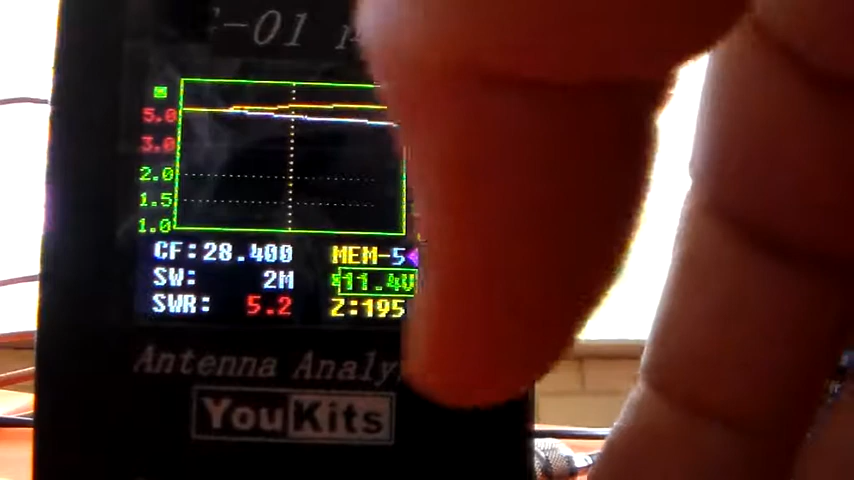 -01
5.0
3.0
2.0
1.5
1.0
CF:28.400 MEM-5
SW: 2M 11.4V
SWR: 5.2 Z:195
Antenna Analy
YouKits